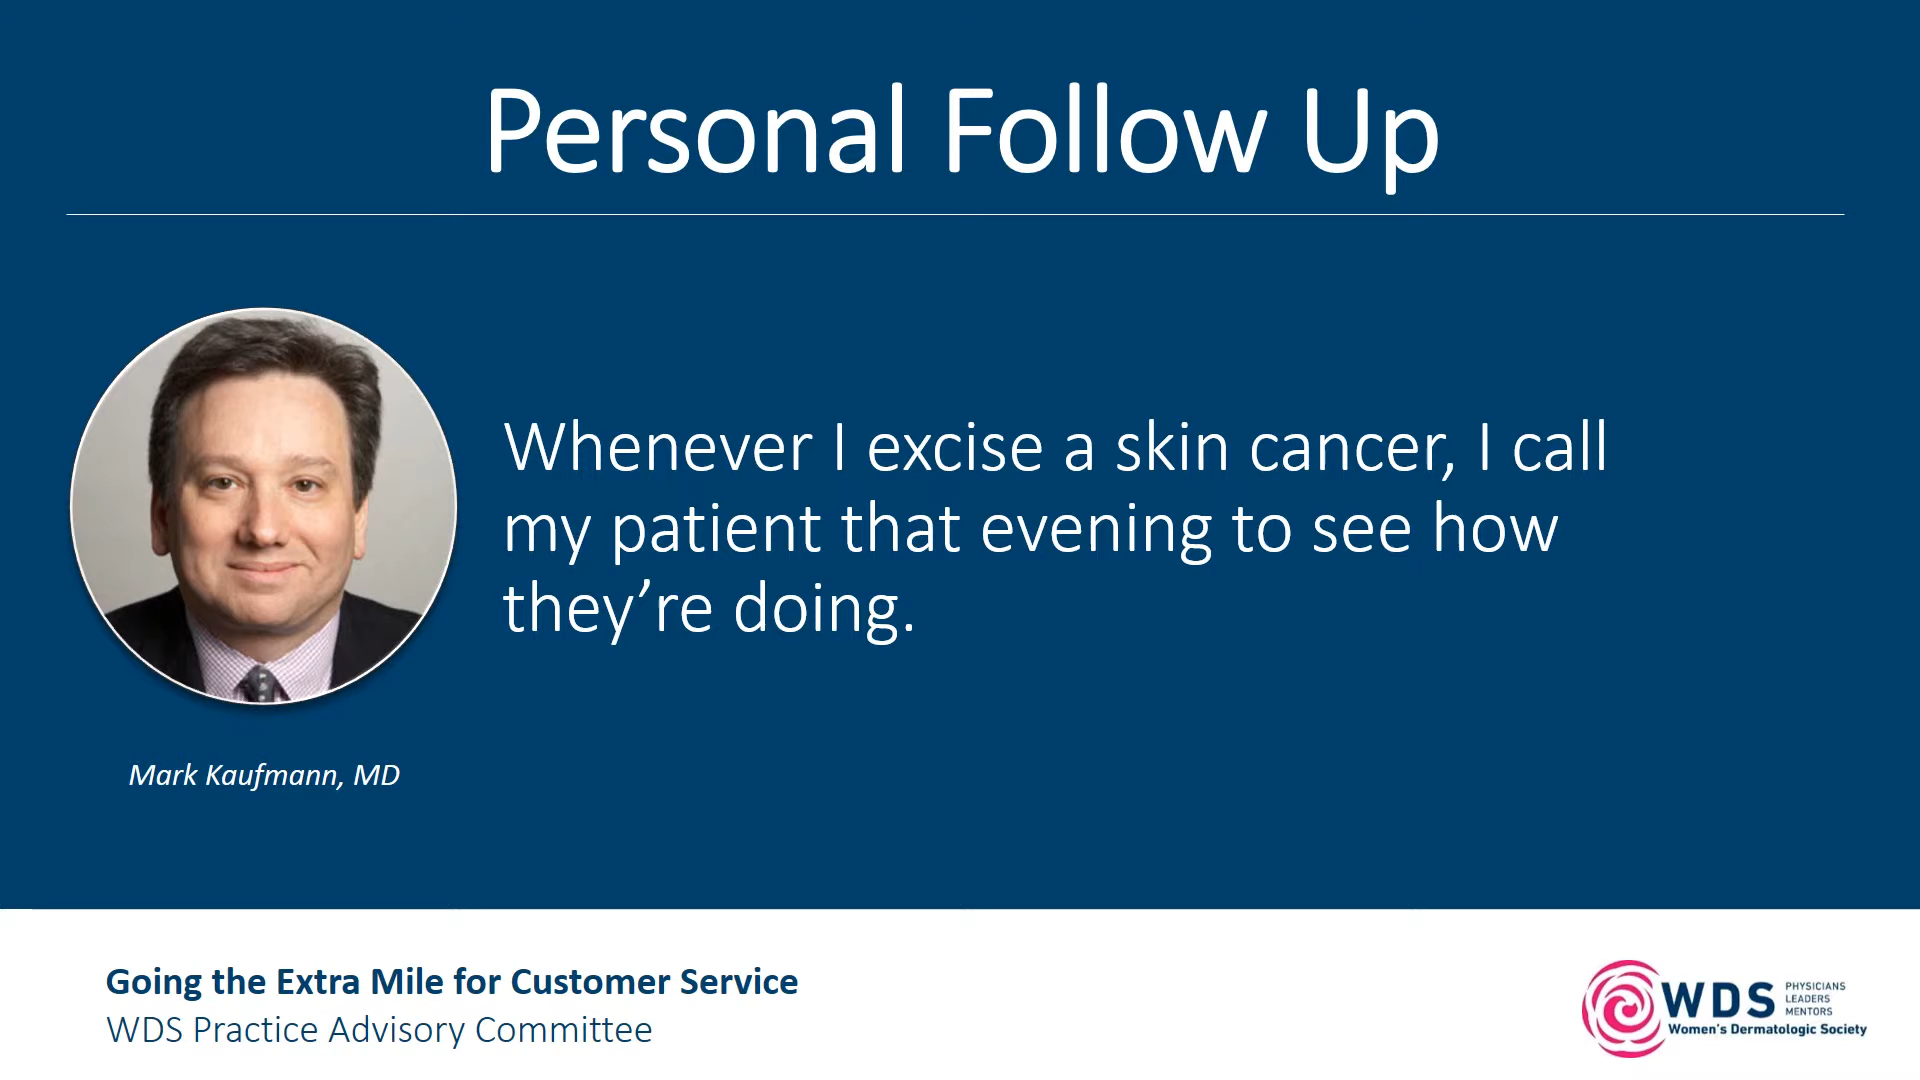 Personal Follow Up
Whenever I excise a skin cancer, I call
my patient that evening to see how
they’re doing.
Mark Kaufmann, MD
Going the Extra Mile for Customer Service
WDS Practice Advisory Committee
WDS
PHYSICIANS
LEADERS
MENTORS
Women's Dermatologic Society